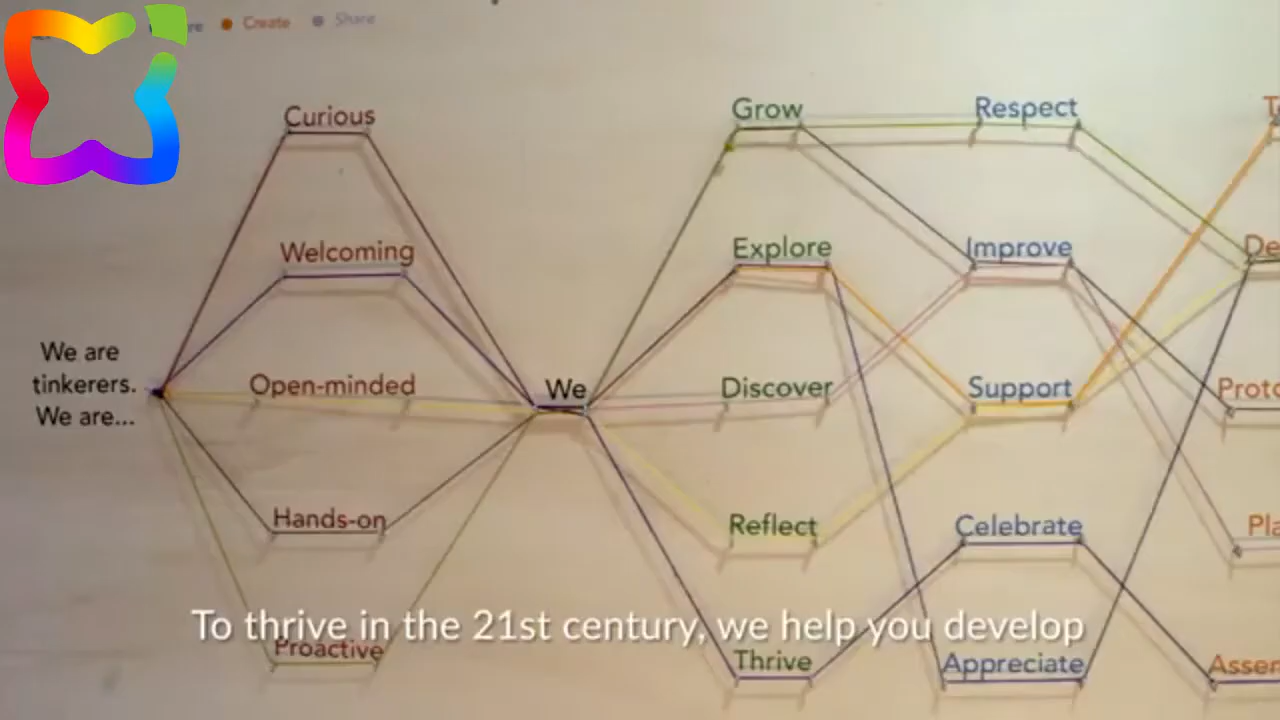 Create
Share
Curious
Welcoming
We are
tinkerers.
We are...
Open-minded
Hands-on
Proactive
We
Grow
Explore
Discover
Reflect
Thrive
Respect
Improve
Support
Celebrate
Appreciate
To thrive in the 21st century, we help you develop